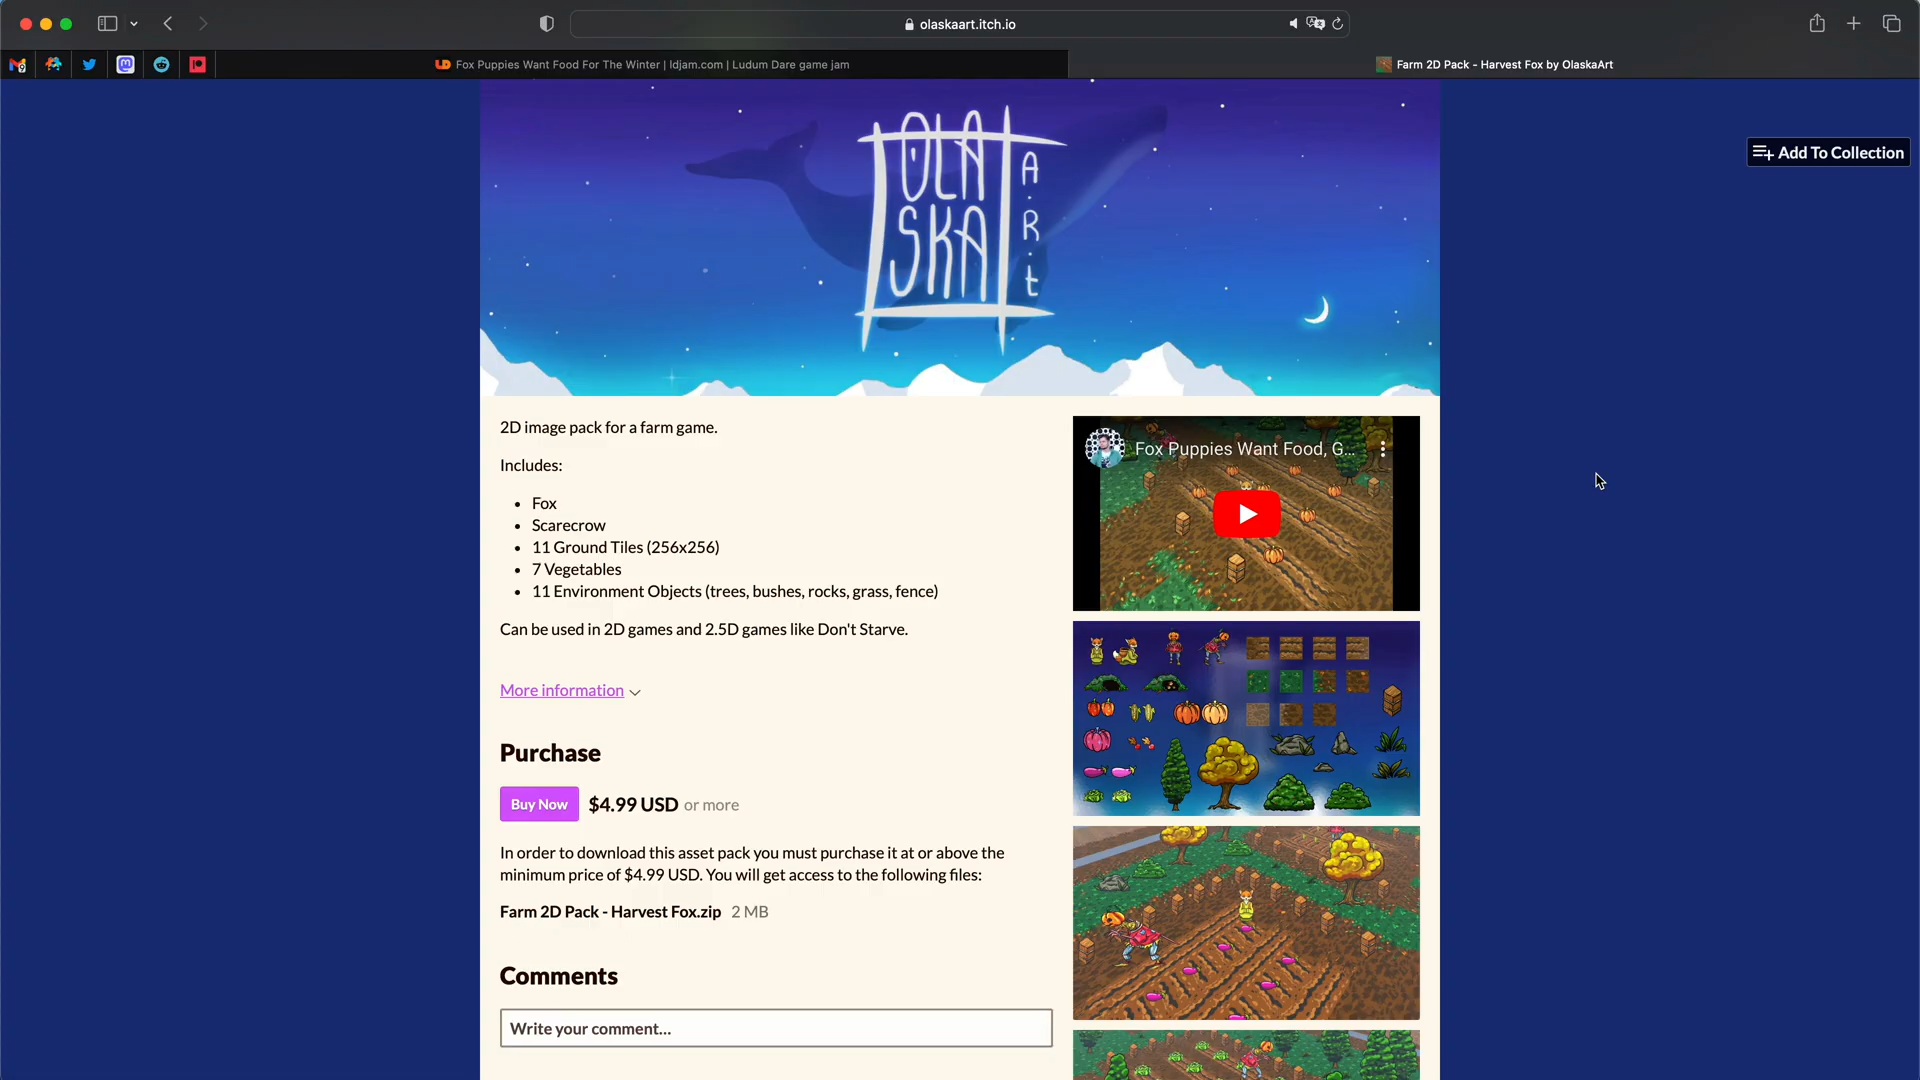 olaskaart.itch.io
Fox Puppies Want Food For The Winter | ldjam.com | Ludum Dare game jam
Farm 2D Pack - Harvest Fox by OlaskaArt
OLA
SKA
A.R.t
Add To Collection
2D image pack for a farm game.
Includes:
• Fox
• Scarecrow
• 11 Ground Tiles (256x256)
• 7 Vegetables
• 11 Environment Objects (trees, bushes, rocks, grass, fence)
Can be used in 2D games and 2.5D games like Don't Starve.
More information
Purchase
Buy Now $4.99 USD or more
In order to download this asset pack you must purchase it at or above the
minimum price of $4.99 USD. You will get access to the following files:
Farm 2D Pack - Harvest Fox.zip 2 MB
Comments
Write your comment...
Fox Puppies Want Food, G...